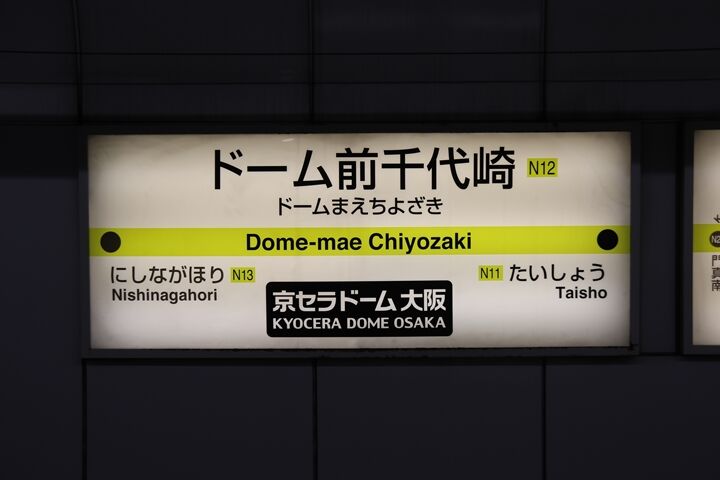 ドーム前千代崎 N12
ドームまえちよざき
Dome-mae Chiyozaki
にしながほり N13
Nishinagahori
N11 たいしょう
Taisho
京セラドーム大阪
KYOCERA DOME OSAKA